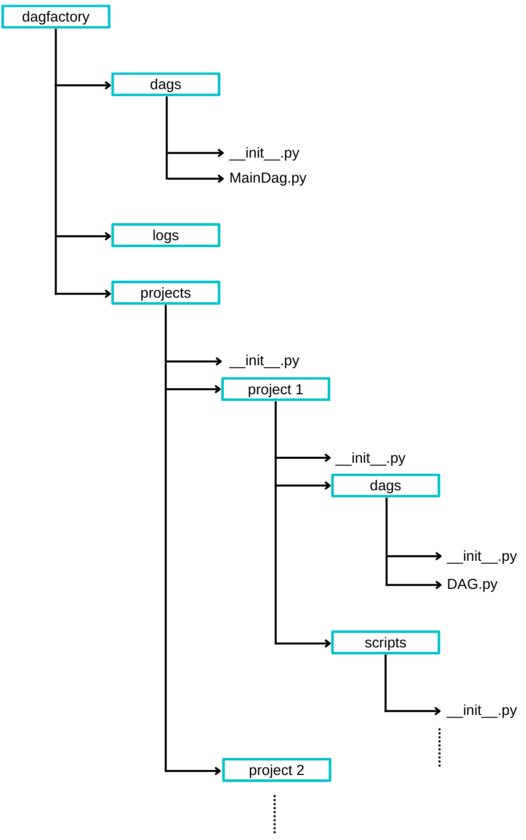 dagfactory
dags
__init__.py
MainDag.py
logs
projects
__init__.py
project 1
__init__.py
dags
__init__.py
DAG.py
scripts
__init__.py
project 2